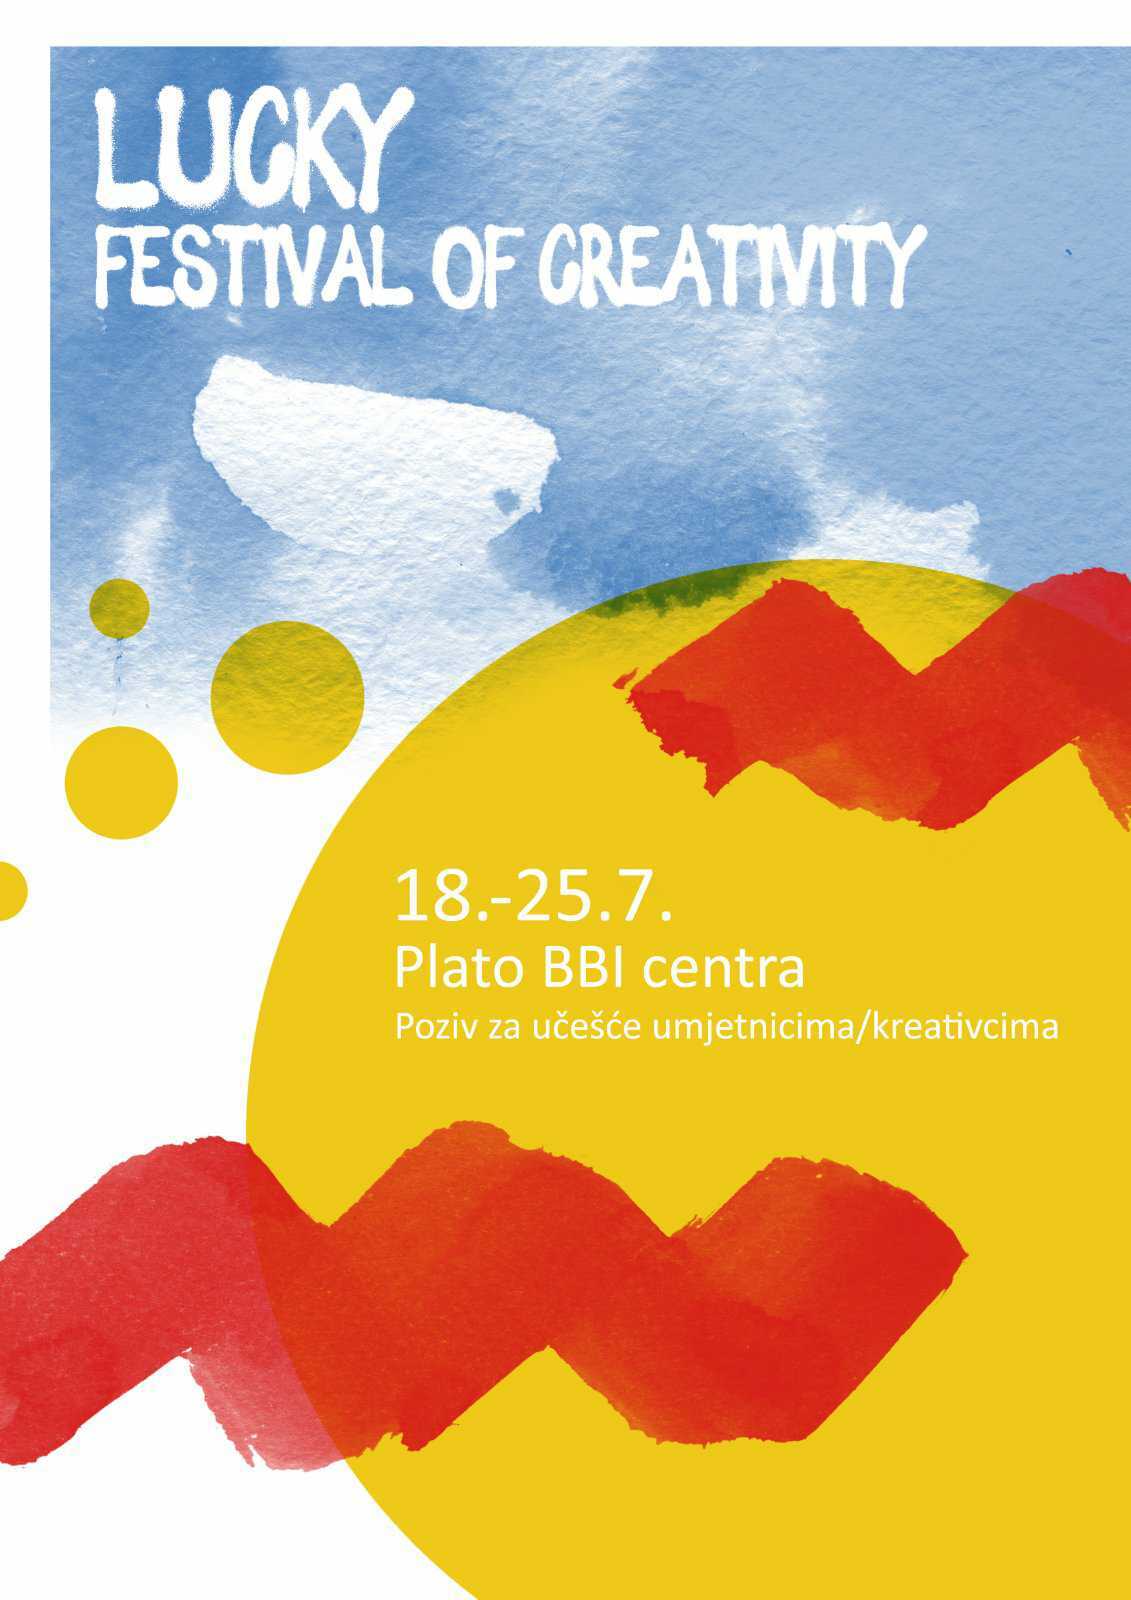 LUCKY
FESTIVAL OF CREATIVITY
18.-25.7.
Plato BBI centra
Poziv za učešće umjetnicima/kreativcima